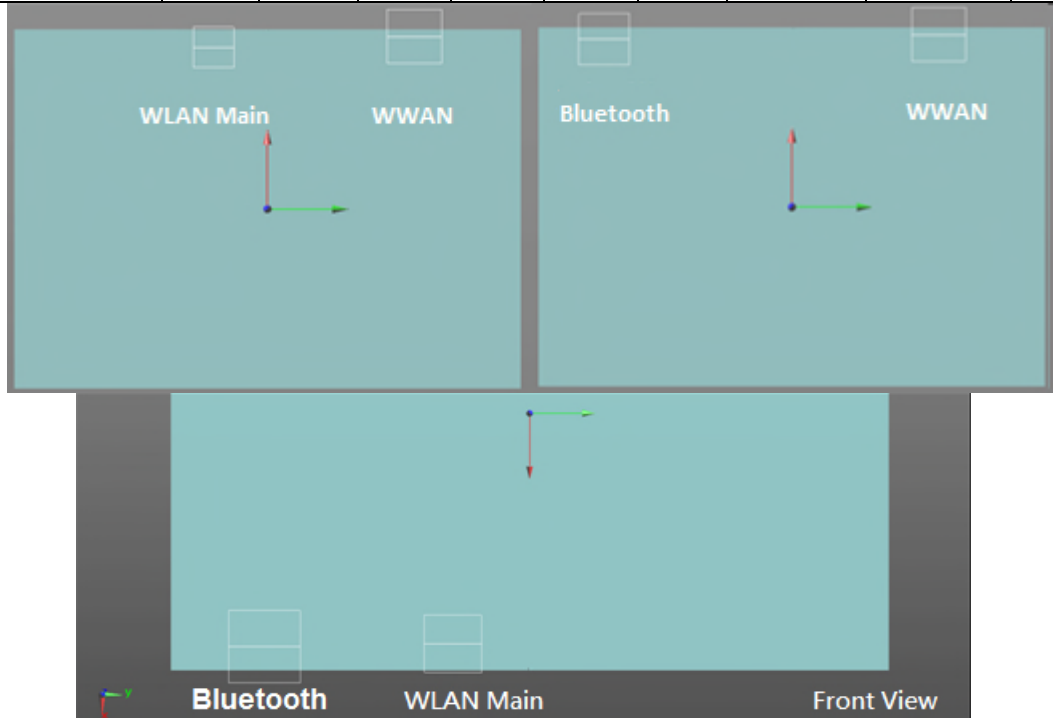 WLAN Main
WWAN
Bluetooth
WWAN
y
Bluetooth
WLAN Main
Front View